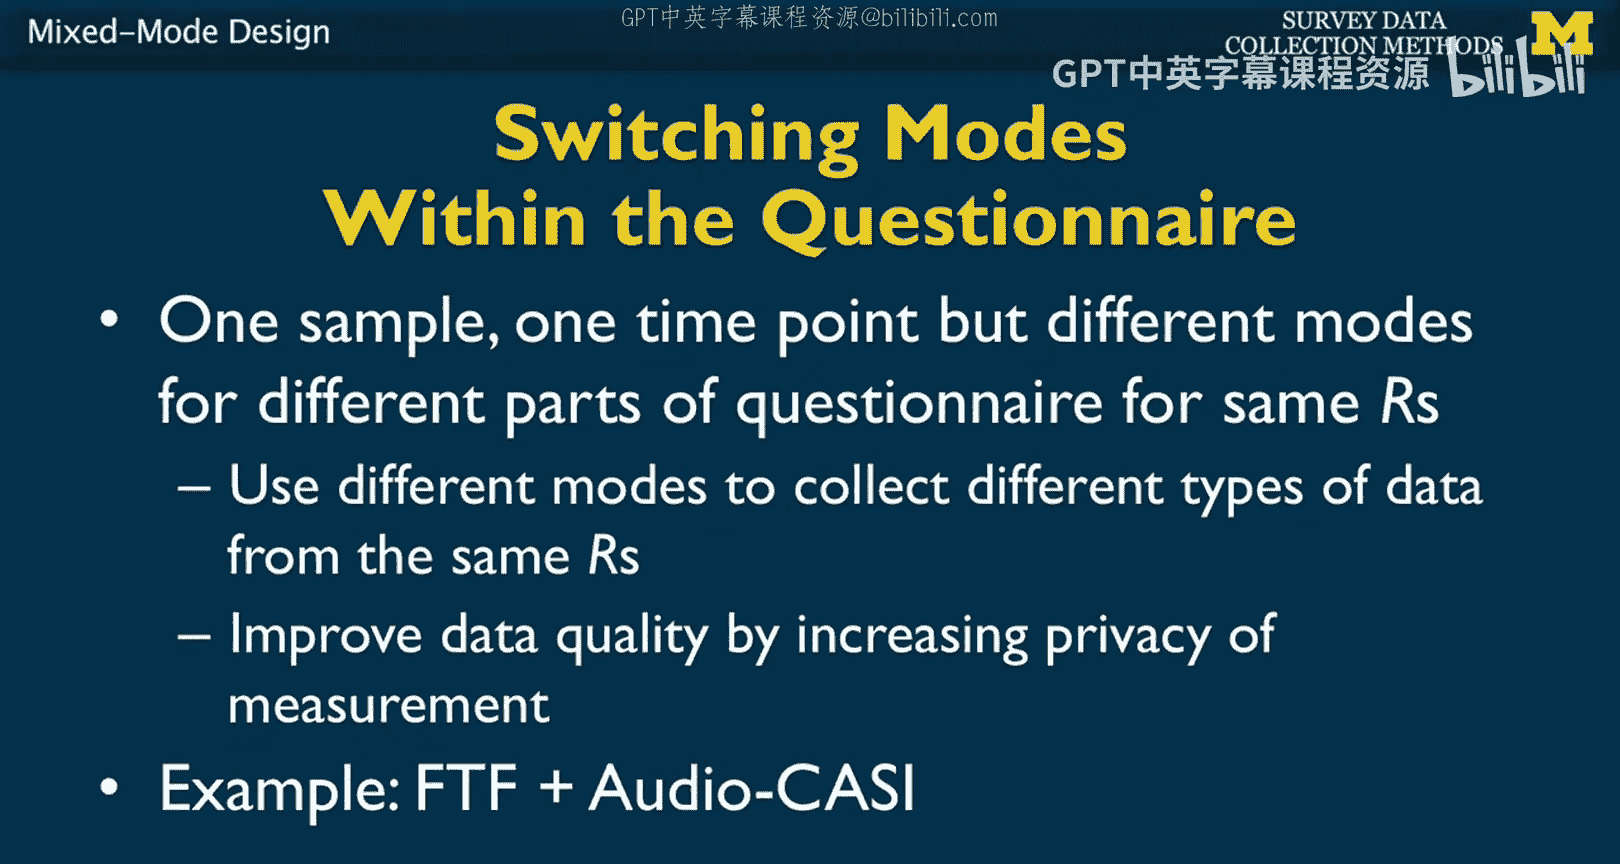 Mixed-Mode Design
GPT中英字幕课程资源@bilibili.com
SURVEY DATA
COLLECTION METHODS
M
GPT中英字幕课程资源 bilibili
Switching Modes
Within the Questionnaire
• One sample, one time point but different modes
for different parts of questionnaire for same Rs
– Use different modes to collect different types of data
from the same Rs
– Improve data quality by increasing privacy of
measurement
• Example: FTF + Audio-CASI